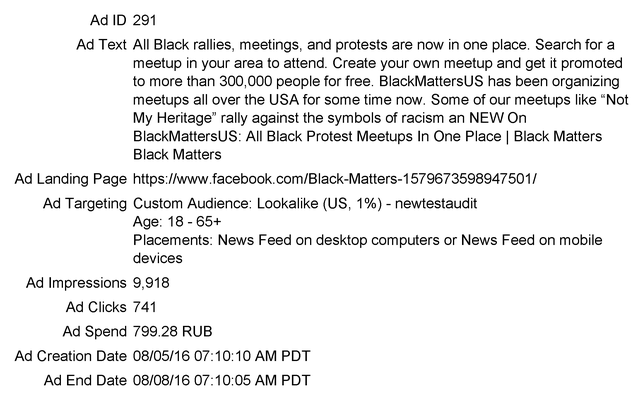 Ad ID 291
Ad Text All Black rallies, meetings, and protests are now in one place. Search for a
meetup in your area to attend. Create your own meetup and get it promoted
to more than 300,000 people for free. BlackMattersUS has been organizing
meetups all over the USA for some time now. Some of our meetups like “Not
My Heritage” rally against the symbols of racism an NEW On
BlackMattersUS: All Black Protest Meetups In One Place | Black Matters
Black Matters
Ad Landing Page https://www.facebook.com/Black-Matters-1579673598947501/
Ad Targeting Custom Audience: Lookalike (US, 1%) - newtestaudit
Age: 18 - 65+
Placements: News Feed on desktop computers or News Feed on mobile
devices
Ad Impressions 9,918
Ad Clicks 741
Ad Spend 799.28 RUB
Ad Creation Date 08/05/16 07:10:10 AM PDT
Ad End Date 08/08/16 07:10:05 AM PDT